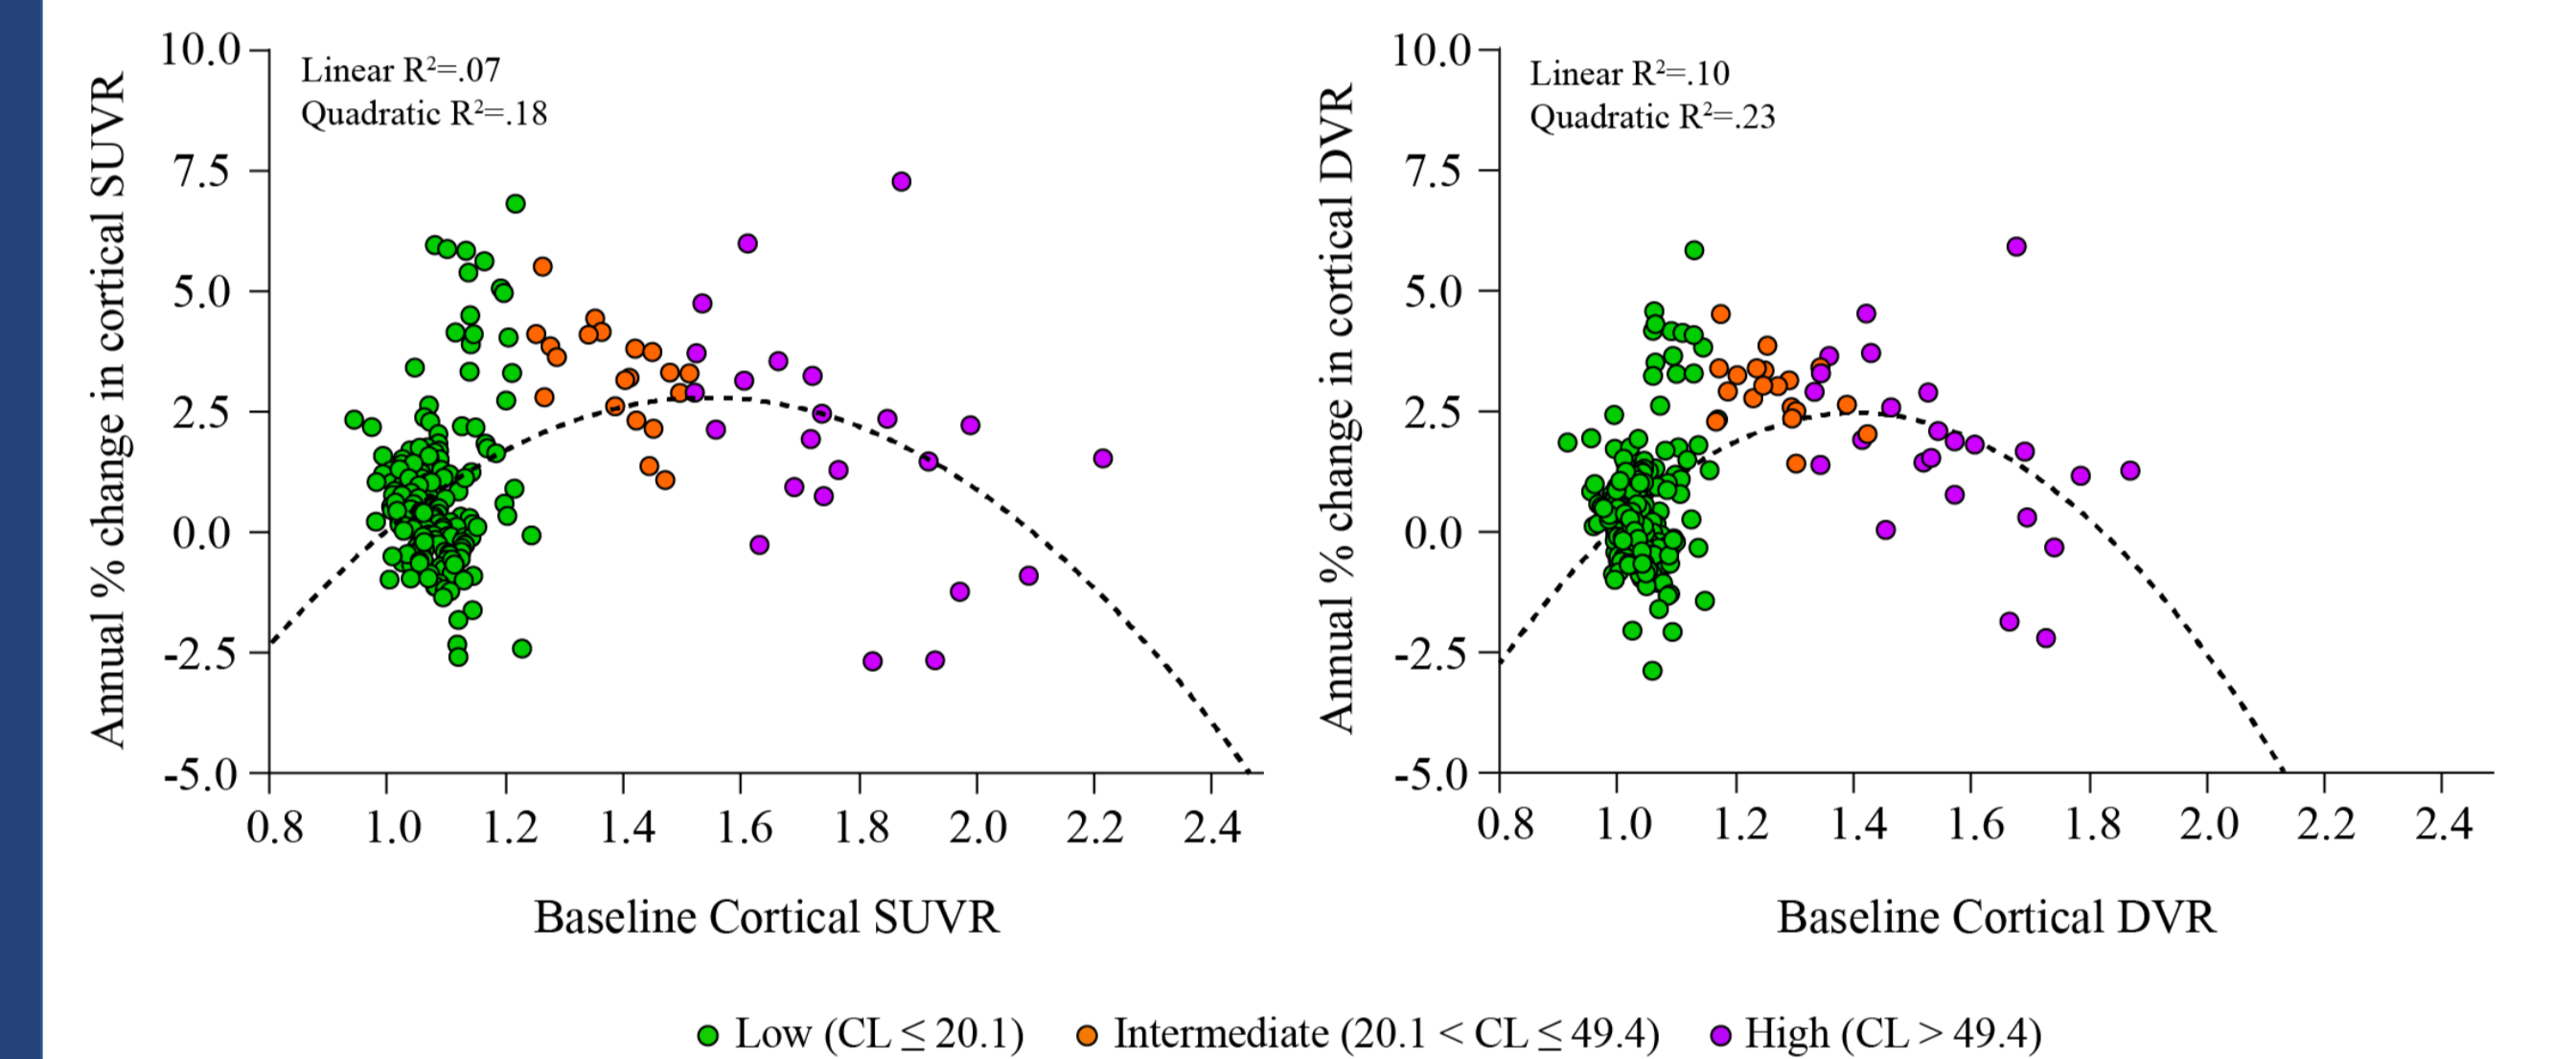 Annual % change in cortical SUVR
10.0
7.5
5.0
2.5
0.0
-2.5
-5.0
Linear R²=.07
Quadratic R²=.18
0.8 1.0 1.2 1.4 1.6 1.8 2.0 2.2 2.4
Baseline Cortical SUVR
Annual % change in cortical DVR
10.0
7.5
5.0
2.5
0.0
-2.5
-5.0
Linear R²=.10
Quadratic R²=.23
0.8 1.0 1.2 1.4 1.6 1.8 2.0 2.2 2.4
Baseline Cortical DVR
Low (CL ≤ 20.1) Intermediate (20.1 < CL ≤ 49.4) High (CL > 49.4)